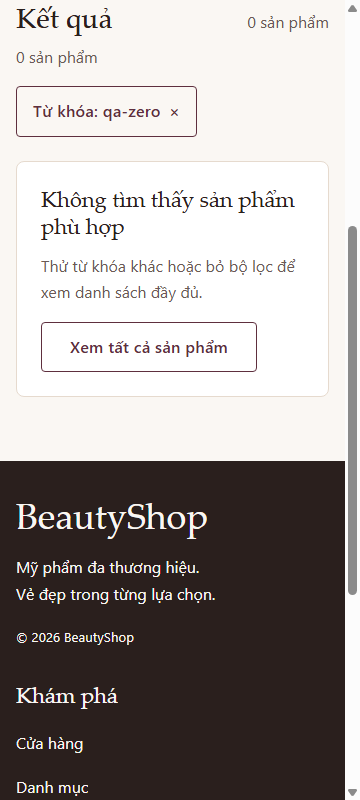 Kết quả
0 sản phẩm
0 sản phẩm
Từ khóa: qa-zero ×
Không tìm thấy sản phẩm
phù hợp
Thử từ khóa khác hoặc bỏ bộ lọc để
xem danh sách đầy đủ.
Xem tất cả sản phẩm
BeautyShop
Mỹ phẩm đa thương hiệu.
Vẻ đẹp trong từng lựa chọn.
© 2026 BeautyShop
Khám phá
Cửa hàng
Danh mục